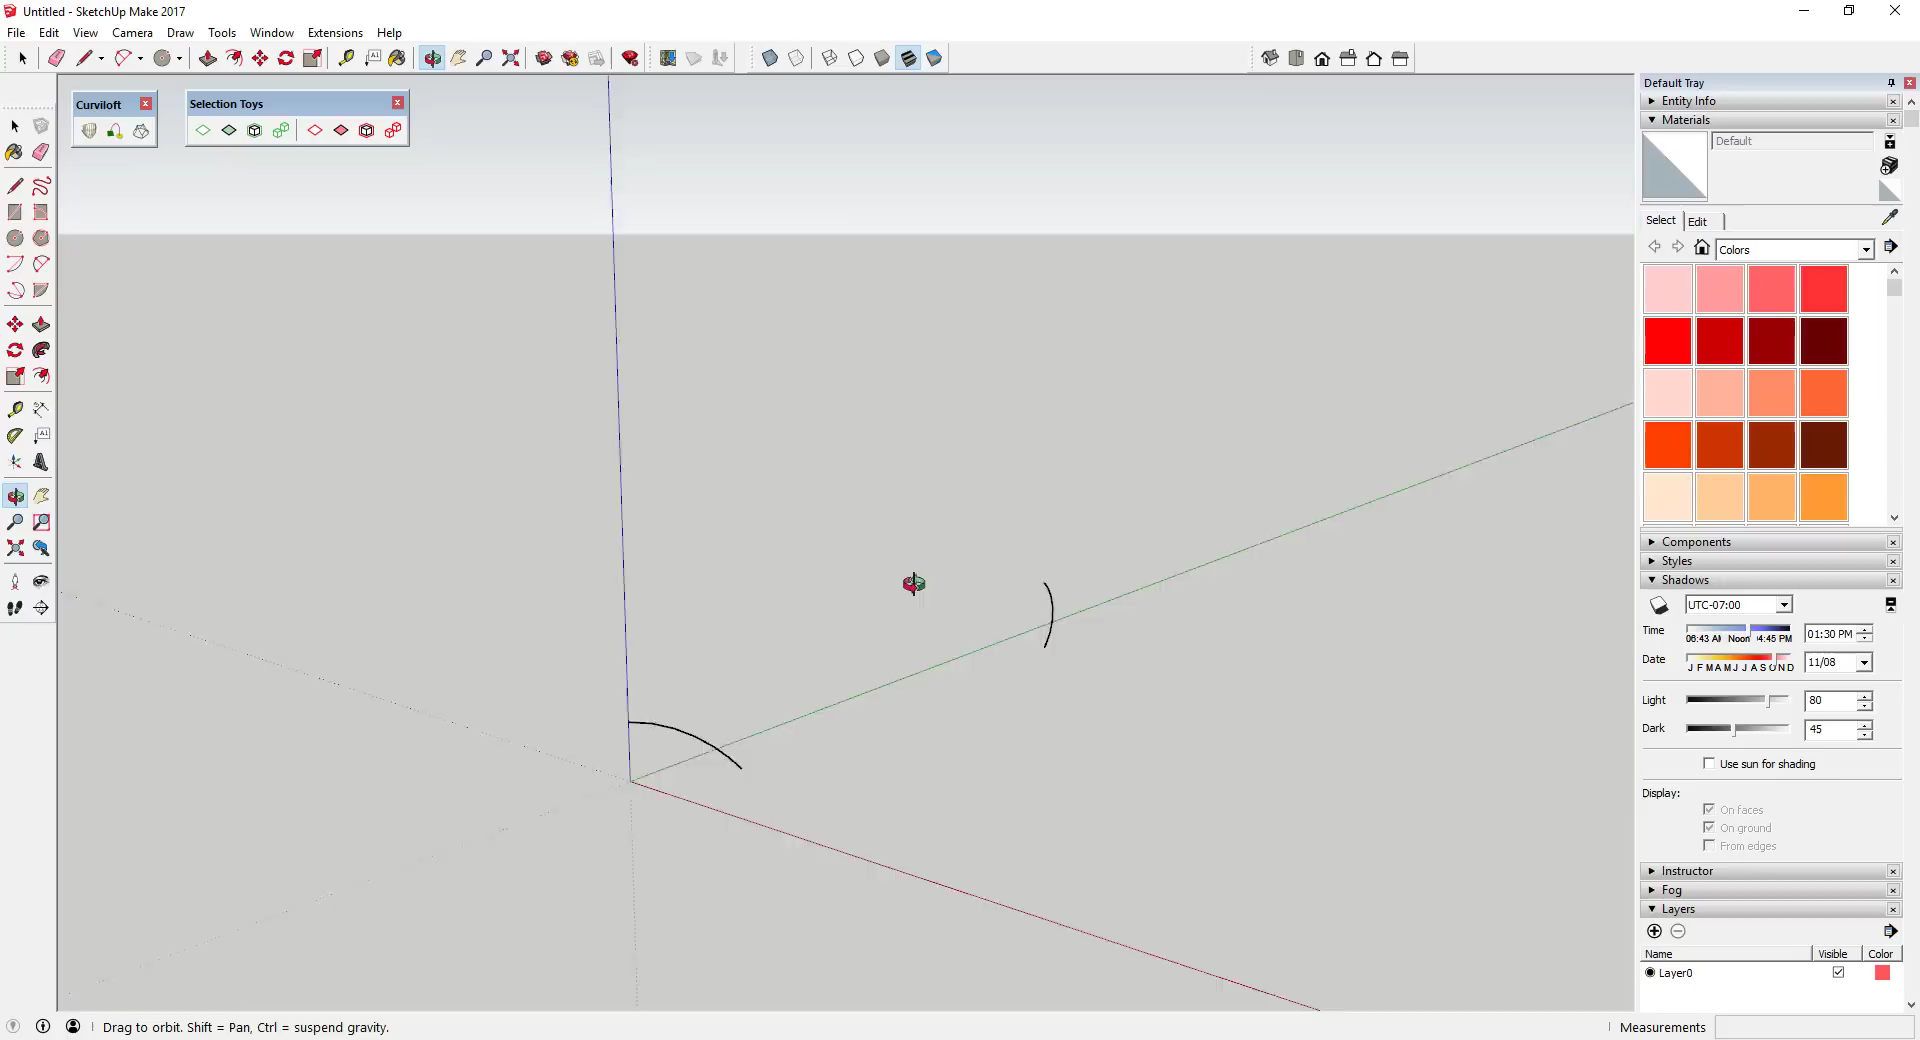 Untitled - SketchUp Make 2017
File Edit View Camera Draw Tools Window Extensions Help
A1
Default Tray
Curviloft
Selection Toys
Entity Info
Materials
Default
Select Edit
Colors
A1
Components
Styles
Shadows
UTC-07:00
Time
06:43 AM Noon 04:45 PM
01:30 PM
Date
J F M A M J J A S O N D
11/08
Light
80
Dark
45
Use sun for shading
Display:
On faces
On ground
From edges
Instructor
Fog
Layers
Name Visible Color
Layer0
Drag to orbit. Shift = Pan, Ctrl = suspend gravity.
Measurements